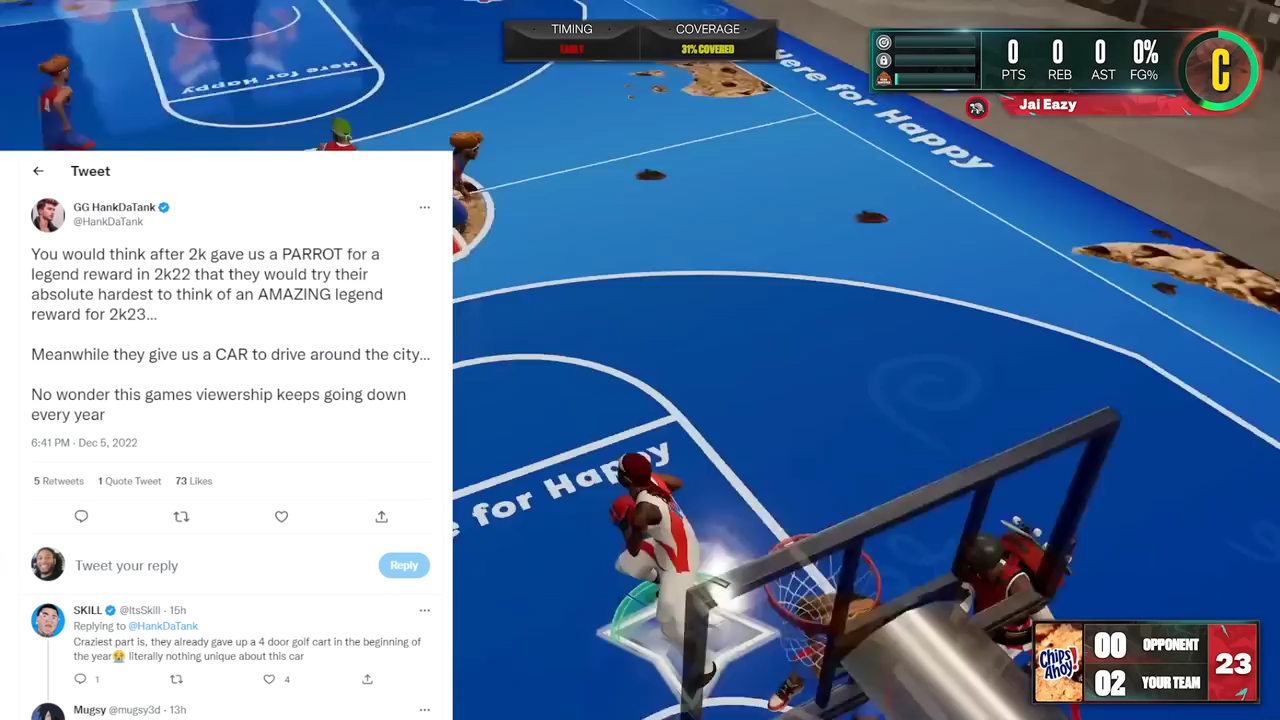 TIMING
COVERAGE
EARLY
31% COVERED
0
0
0
0%
PTS
REB
AST
FG%
C
Jai Eazy
Here for Happy
Here for Happy
Tweet
GG HankDaTank
@HankDaTank
You would think after 2k gave us a PARROT for a
legend reward in 2k22 that they would try their
absolute hardest to think of an AMAZING legend
reward for 2k23...
Meanwhile they give us a CAR to drive around the city...
No wonder this games viewership keeps going down
every year
6:41 PM · Dec 5, 2022
5 Retweets 1 Quote Tweet 73 Likes
Tweet your reply
Reply
SKILL @ItsSkill · 15h
Replying to @HankDaTank
Craziest part is, they already gave up a 4 door golf cart in the beginning of
the year😭 literally nothing unique about this car
1
4
Mugsy @mugsy3d · 13h
for Happy
Chips Ahoy!
00 OPPONENT
02 YOUR TEAM
23